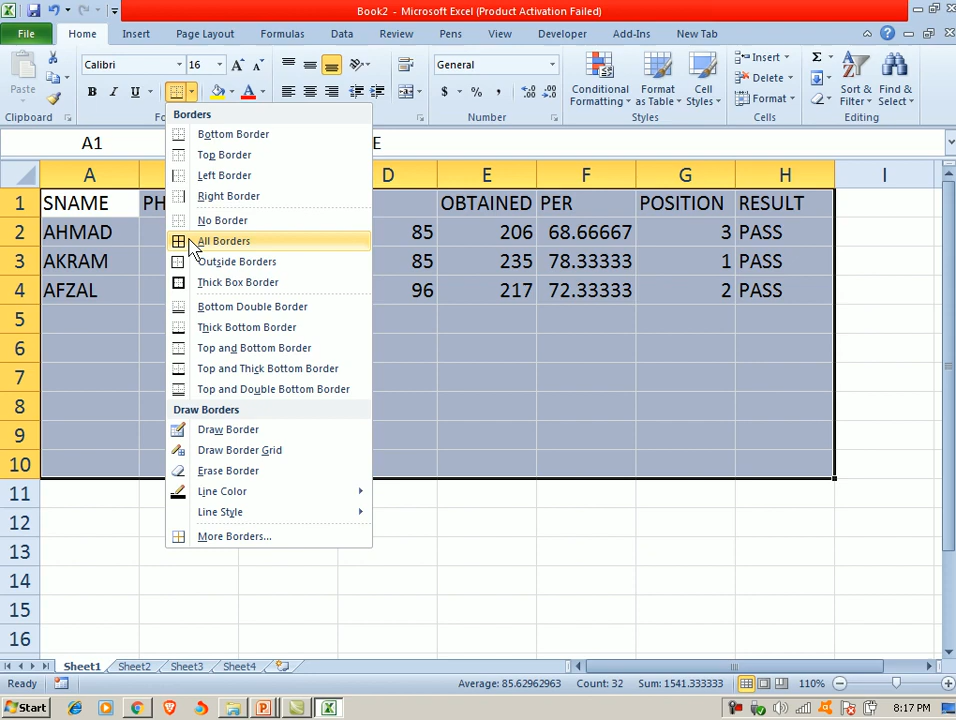 Book2 - Microsoft Excel (Product Activation Failed)
File Home Insert Page Layout Formulas Data Review Pens View Developer Add-Ins New Tab
Paste
Calibri 16 General
B I U A $ % ,
Conditional Formatting
Format as Table
Cell Styles
Insert
Delete
Format
Σ
Sort & Filter
Find & Select
Clipboard Number Styles Cells Editing
A1 E
Borders
Bottom Border
Top Border
Left Border
Right Border
No Border
All Borders
Outside Borders
Thick Box Border
Bottom Double Border
Thick Bottom Border
Top and Bottom Border
Top and Thick Bottom Border
Top and Double Bottom Border
Draw Borders
Draw Border
Draw Border Grid
Erase Border
Line Color
Line Style
More Borders...
A D E F G H I
1 SNAME PH OBTAINED PER POSITION RESULT
2 AHMAD 85 206 68.66667 3 PASS
3 AKRAM 85 235 78.33333 1 PASS
4 AFZAL 96 217 72.33333 2 PASS
5
6
7
8
9
10
11
12
13
14
15
16
Sheet1 Sheet2 Sheet3 Sheet4
Ready Average: 85.62962963 Count: 32 Sum: 1541.333333 110%
Start 8:17 PM